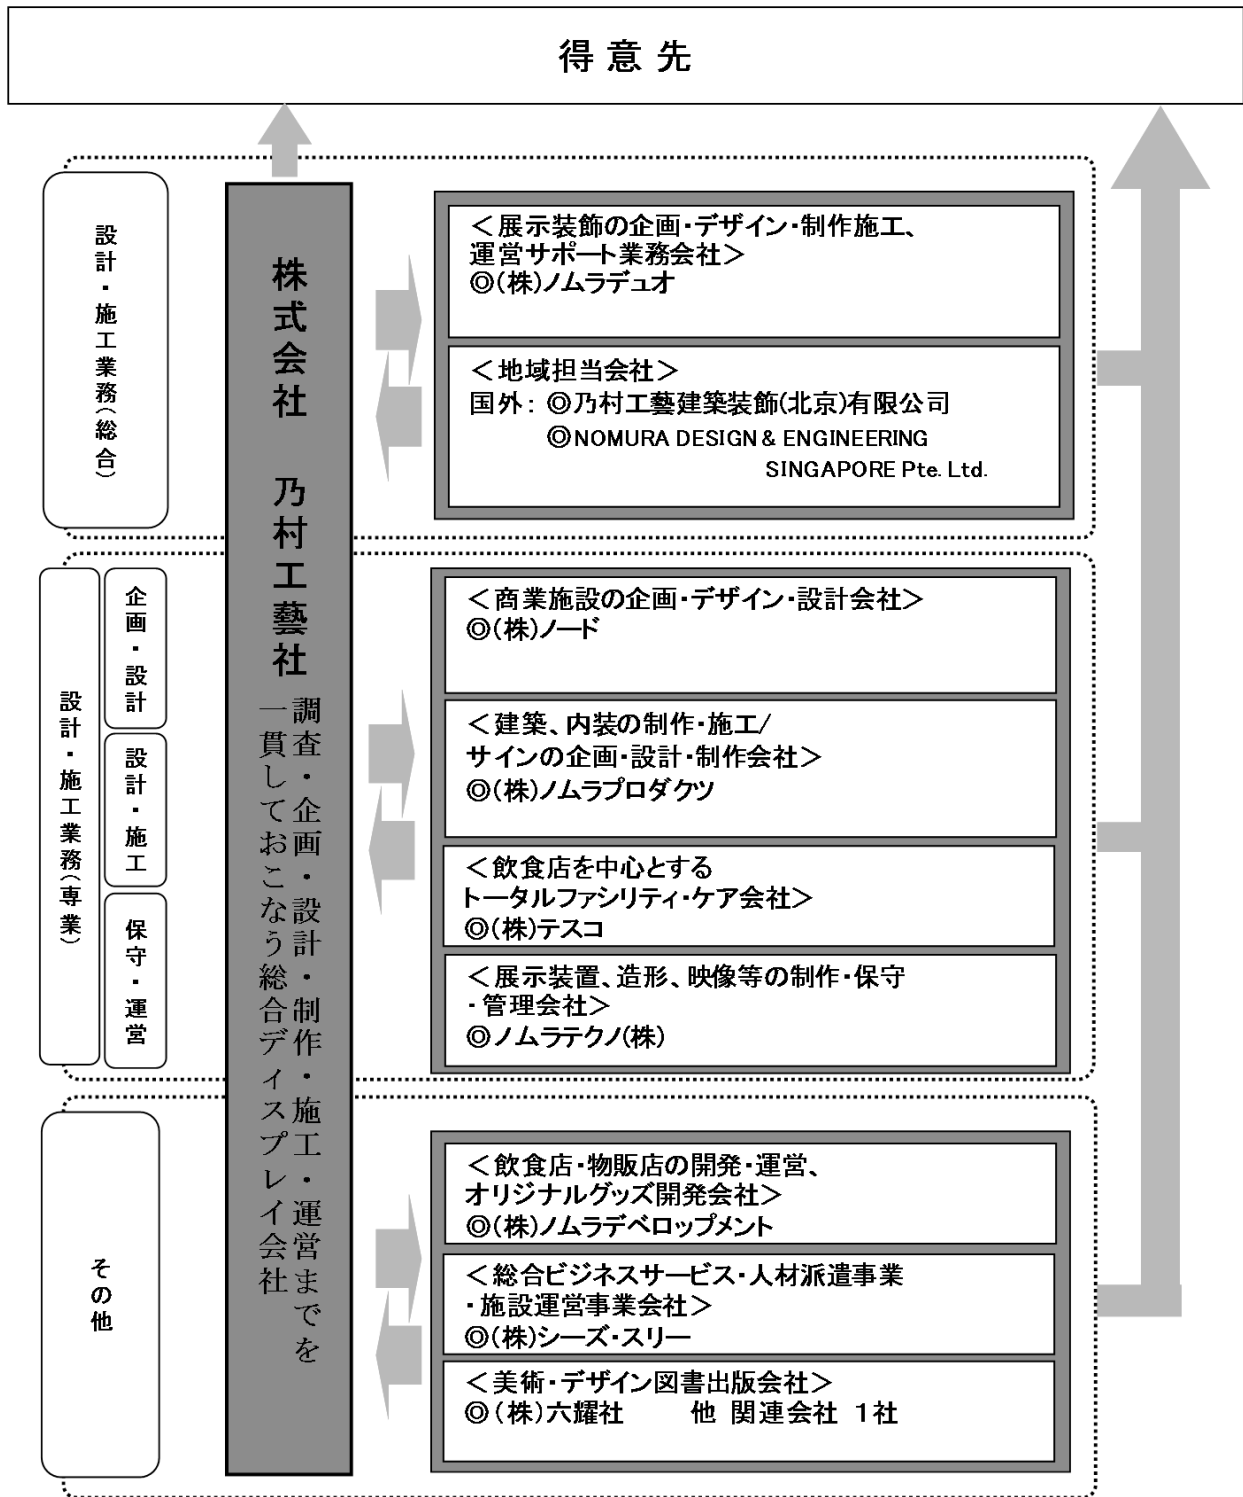 得意先
設計・施工業務(総合)
株式会社 乃村工藝社
調査・企画・設計・制作・施工・運営までを
一貫しておこなう総合ディスプレイ会社
＜展示装飾の企画・デザイン・制作施工、
運営サポート業務会社＞
◎(株)ノムラデュオ
＜地域担当会社＞
国外： ◎乃村工藝建築装飾(北京)有限公司
◎NOMURA DESIGN & ENGINEERING
SINGAPORE Pte. Ltd.
設計・施工業務(専業)
企画・設計
設計・施工
保守・運営
＜商業施設の企画・デザイン・設計会社＞
◎(株)ノード
＜建築、内装の制作・施工/
サインの企画・設計・制作会社＞
◎(株)ノムラプロダクツ
＜飲食店を中心とする
トータルファシリティ・ケア会社＞
◎(株)テスコ
＜展示装置、造形、映像等の制作・保守
・管理会社＞
◎ノムラテクノ(株)
その他
＜飲食店・物販店の開発・運営、
オリジナルグッズ開発会社＞
◎(株)ノムラデベロップメント
＜総合ビジネスサービス・人材派遣事業
・施設運営事業会社＞
◎(株)シーズ・スリー
＜美術・デザイン図書出版会社＞
◎(株)六耀社 他 関連会社 １社